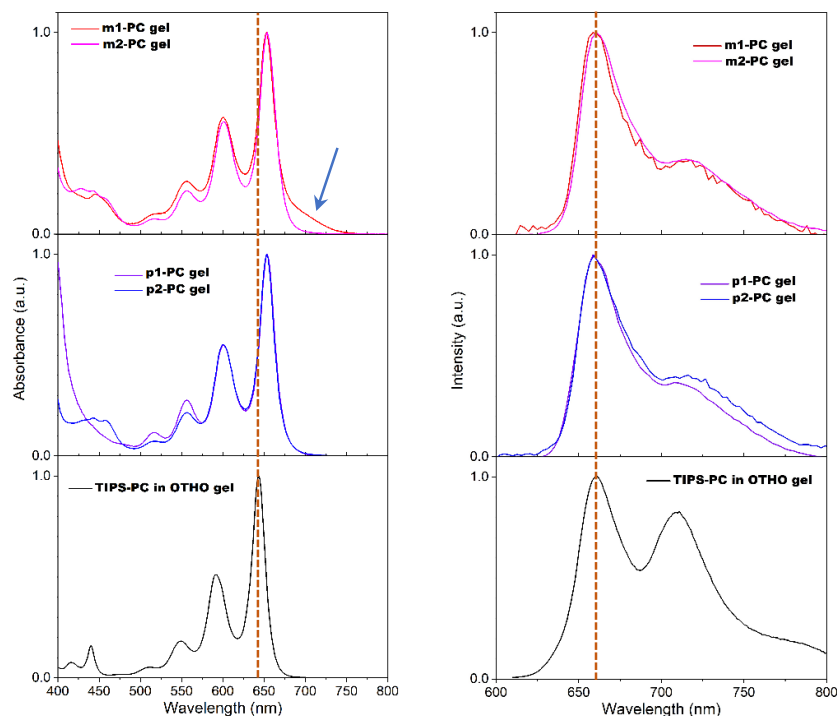 1.0
m1-PC gel
m2-PC gel
0.0
1.0
p1-PC gel
p2-PC gel
0.0
1.0
TIPS-PC in OTHO gel
0.0
400 450 500 550 600 650 700 750 800
Wavelength (nm)
Absorbance (a.u.)
1.0
m1-PC gel
m2-PC gel
0.0
1.0
p1-PC gel
p2-PC gel
0.0
1.0
TIPS-PC in OTHO gel
0.0
600 650 700 750 800
Wavelength (nm)
Intensity (a.u.)